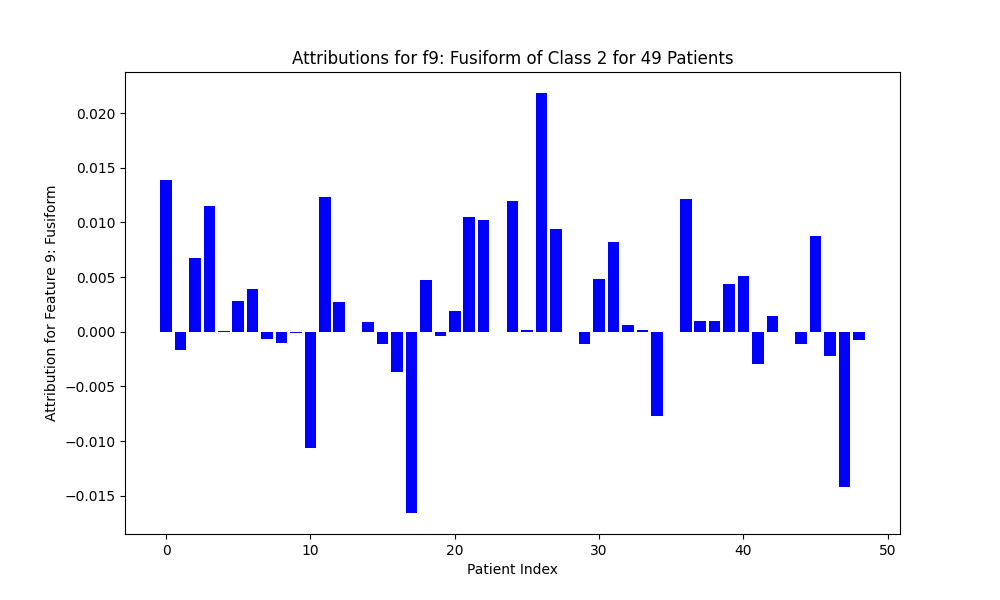 Attributions for f9: Fusiform of Class 2 for 49 Patients
Attribution for Feature 9: Fusiform
0.020
0.015
0.010
0.005
0.000
−0.005
−0.010
−0.015
0 10 20 30 40 50
Patient Index